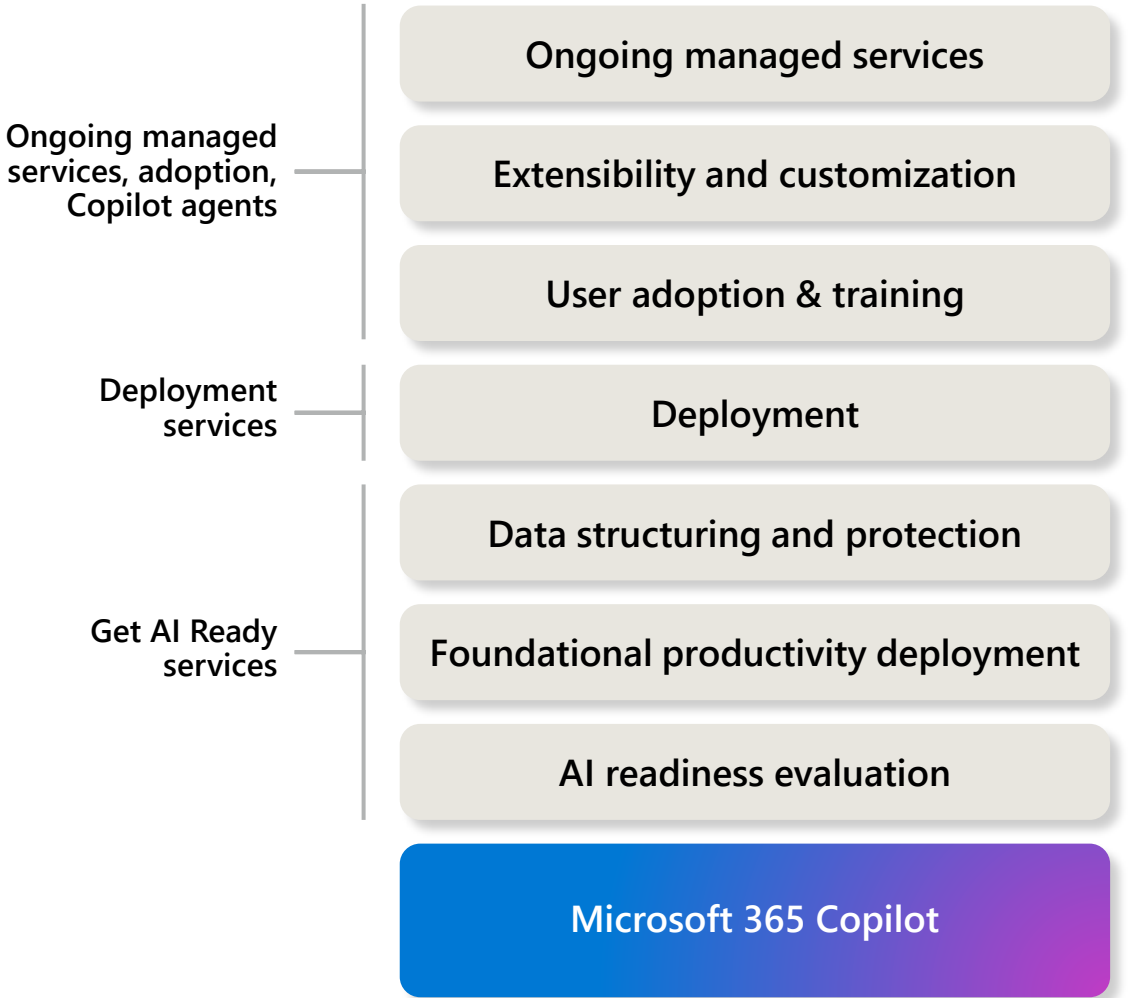 Ongoing managed services
Ongoing managed
services, adoption,
Copilot agents
Extensibility and customization
User adoption & training
Deployment
services
Deployment
Data structuring and protection
Get AI Ready
services
Foundational productivity deployment
AI readiness evaluation
Microsoft 365 Copilot